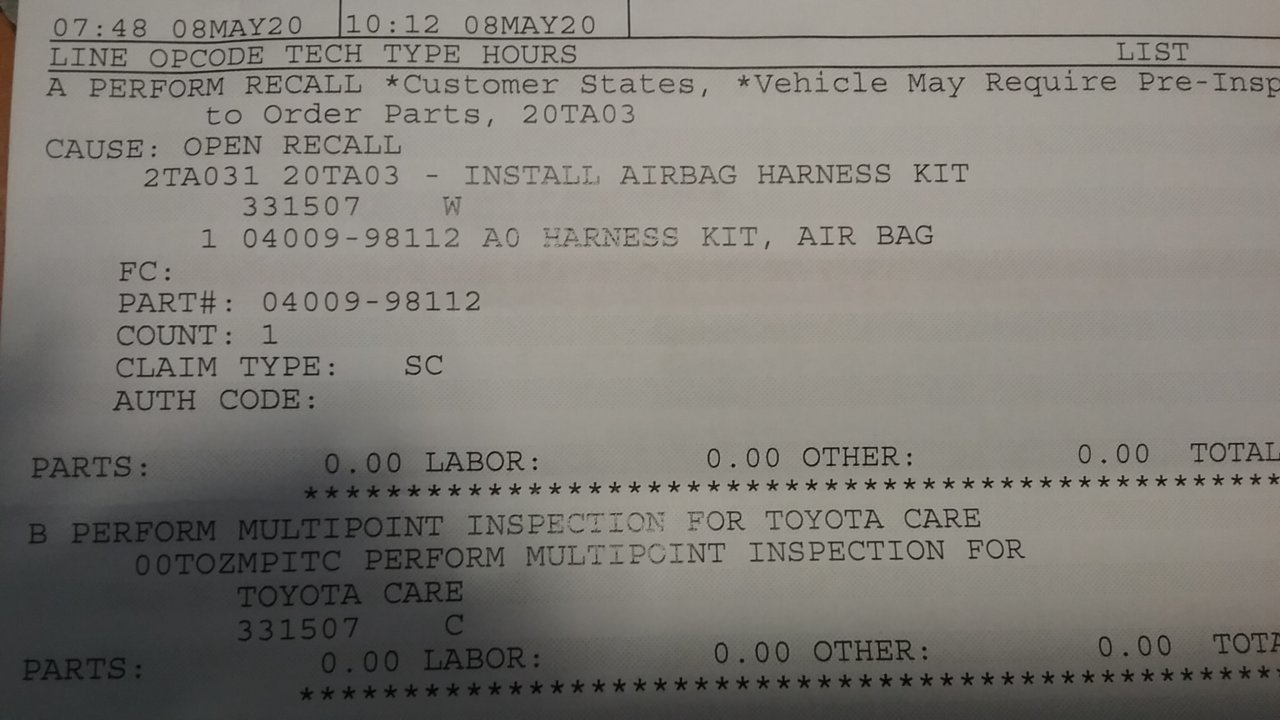 07:48 08MAY20 10:12 08MAY20
LINE OPCODE TECH TYPE HOURS LIST
A PERFORM RECALL *Customer States, *Vehicle May Require Pre-Insp
to Order Parts, 20TA03
CAUSE: OPEN RECALL
2TA031 20TA03 - INSTALL AIRBAG HARNESS KIT
331507 W
1 04009-98112 A0 HARNESS KIT, AIR BAG
FC:
PART#: 04009-98112
COUNT: 1
CLAIM TYPE: SC
AUTH CODE:
PARTS: 0.00 LABOR: 0.00 OTHER: 0.00 TOTAL
************************************************
B PERFORM MULTIPOINT INSPECTION FOR TOYOTA CARE
00TOZMPITC PERFORM MULTIPOINT INSPECTION FOR
TOYOTA CARE
331507 C
PARTS: 0.00 LABOR: 0.00 OTHER: 0.00 TOTA
************************************************